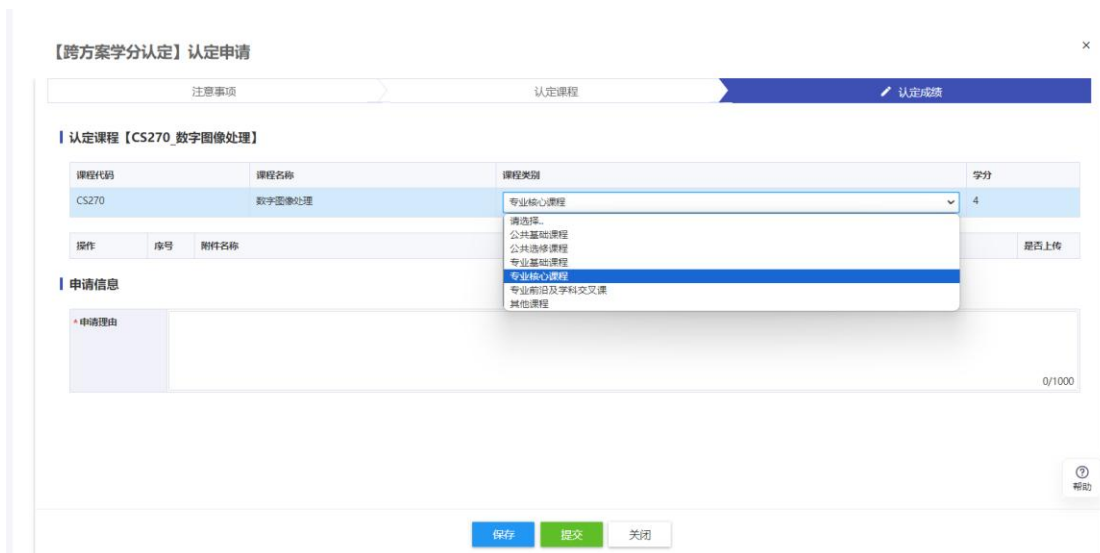 【跨方案学分认定】认定申请
×
注意事项 认定课程 认定成绩
认定课程【CS270_数字图像处理】
课程代码 课程名称 课程类别 学分
CS270 数字图像处理 专业核心课程 4
请选择..
公共基础课程
公共选修课程
操作 序号 附件名称 是否上传
专业基础课程
专业核心课程
专业前沿及学科交叉课
其他课程
申请信息
*申请理由
0/1000
帮助
保存 提交 关闭